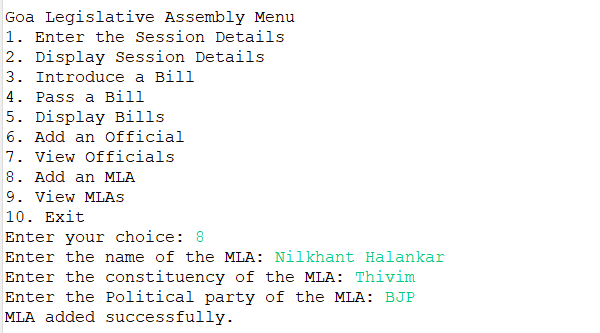 Goa Legislative Assembly Menu
1. Enter the Session Details
2. Display Session Details
3. Introduce a Bill
4. Pass a Bill
5. Display Bills
6. Add an Official
7. View Officials
8. Add an MLA
9. View MLAs
10. Exit
Enter your choice: 8
Enter the name of the MLA: Nilkhant Halankar
Enter the constituency of the MLA: Thivim
Enter the Political party of the MLA: BJP
MLA added successfully.